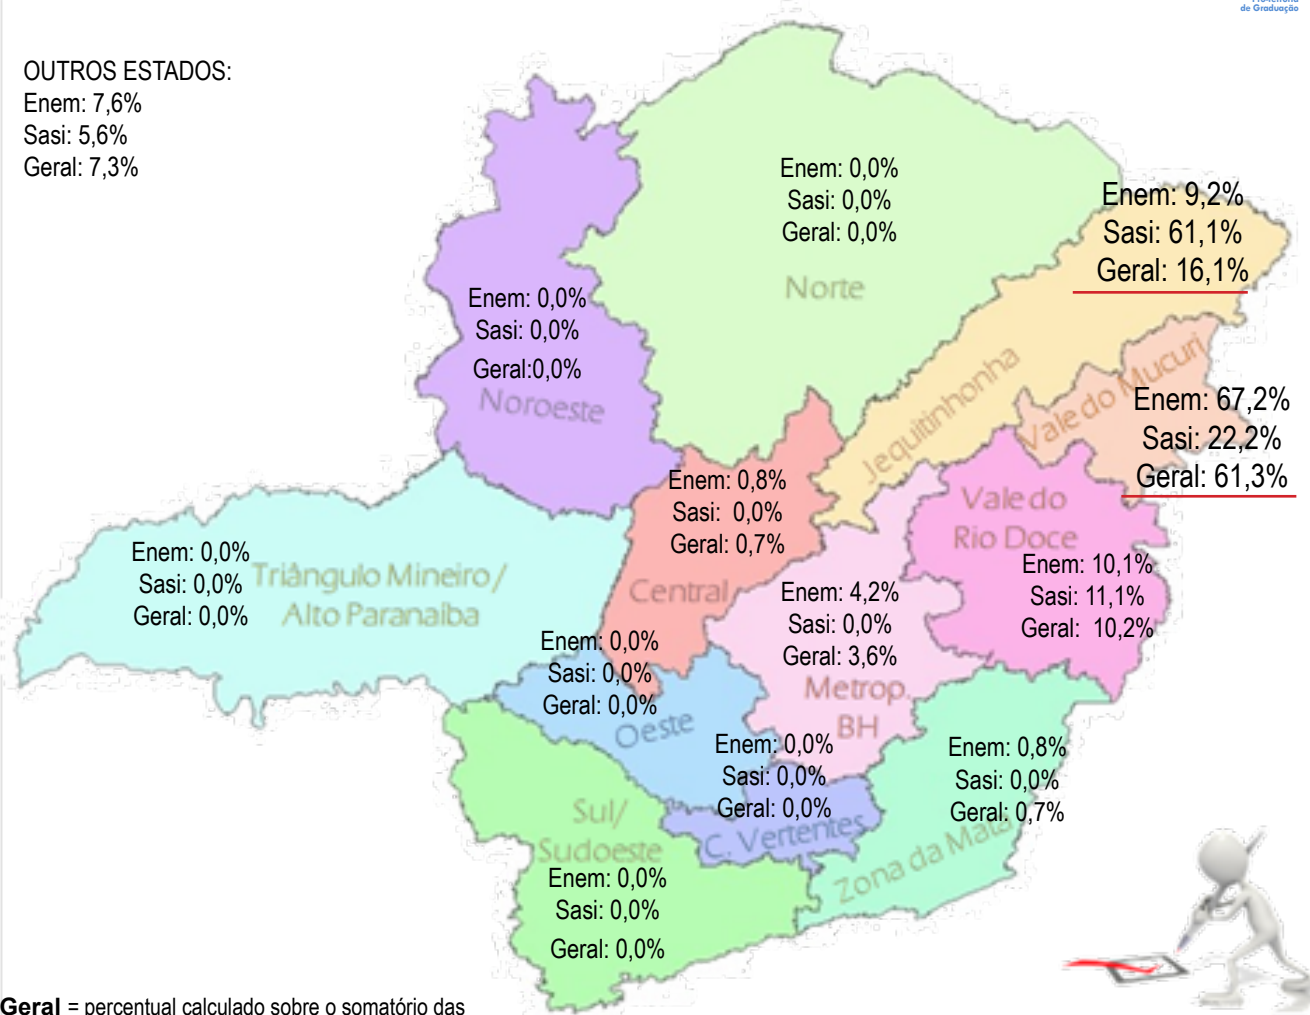 de Graduação
OUTROS ESTADOS:
Enem: 7,6%
Sasi: 5,6%
Geral: 7,3%
Enem: 0,0%
Sasi: 0,0%
Geral: 0,0%
Norte
Enem: 9,2%
Sasi: 61,1%
Geral: 16,1%
Jequitinhonha
Enem: 0,0%
Sasi: 0,0%
Geral:0,0%
Noroeste
Vale do Mucuri
Enem: 67,2%
Sasi: 22,2%
Geral: 61,3%
Enem: 0,8%
Sasi: 0,0%
Geral: 0,7%
Central
Vale do
Rio Doce
Enem: 10,1%
Sasi: 11,1%
Geral: 10,2%
Enem: 0,0%
Sasi: 0,0%
Geral: 0,0%
Triângulo Mineiro/
Alto Paranaíba
Enem: 4,2%
Sasi: 0,0%
Geral: 3,6%
Metrop.
BH
Enem: 0,0%
Sasi: 0,0%
Geral: 0,0%
Oeste
Enem: 0,0%
Sasi: 0,0%
Geral: 0,0%
C. Vertentes
Enem: 0,8%
Sasi: 0,0%
Geral: 0,7%
Zona da Mata
Sul/
Sudoeste
Enem: 0,0%
Sasi: 0,0%
Geral: 0,0%
Geral = percentual calculado sobre o somatório das